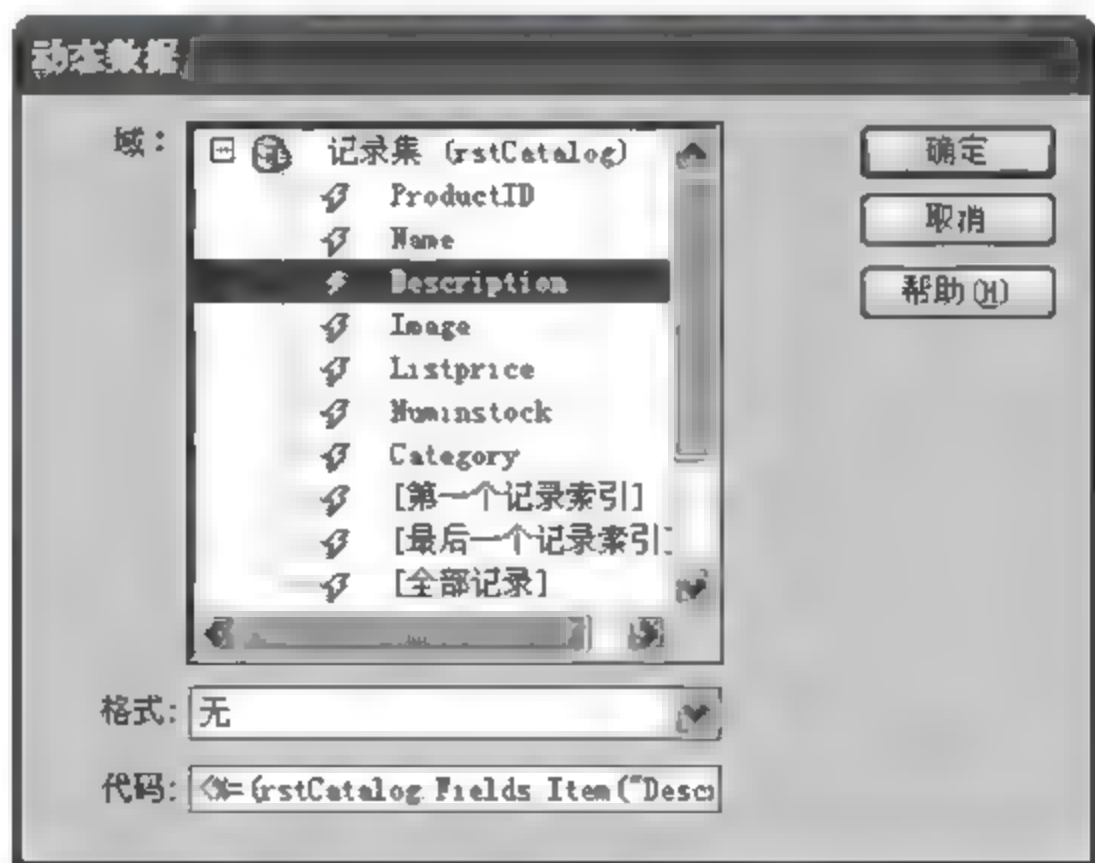 动态数据
域：
记录集 (rstCatalog)
ProductID
Name
Description
Image
Listprice
Numinstock
Category
[第一个记录索引]
[最后一个记录索引]
[全部记录]
确定
取消
帮助(H)
格式: 无
代码: <%=(rstCatalog Fields Item("Desc